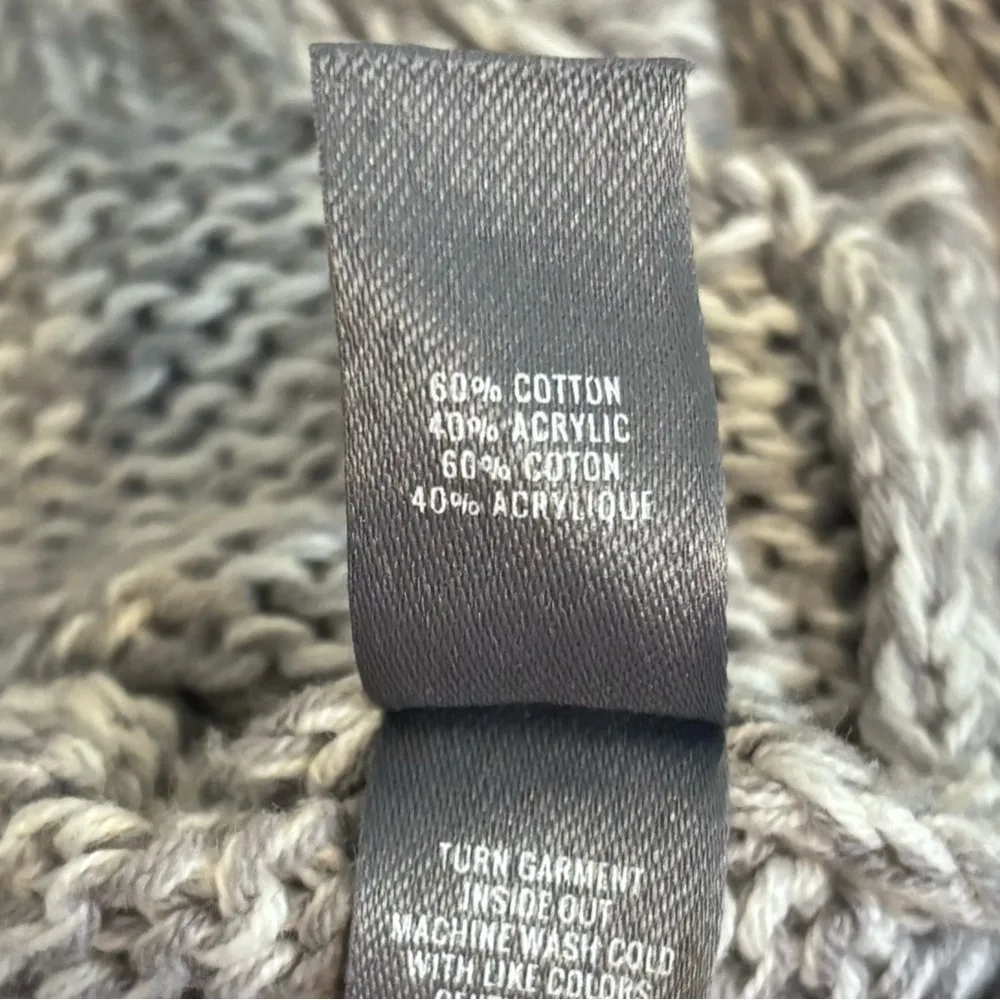 60% COTTON
40% ACRYLIC
60% COTON
40% ACRYLIQUE
TURN GARMENT
INSIDE OUT
MACHINE WASH COLD
WITH LIKE COLORS